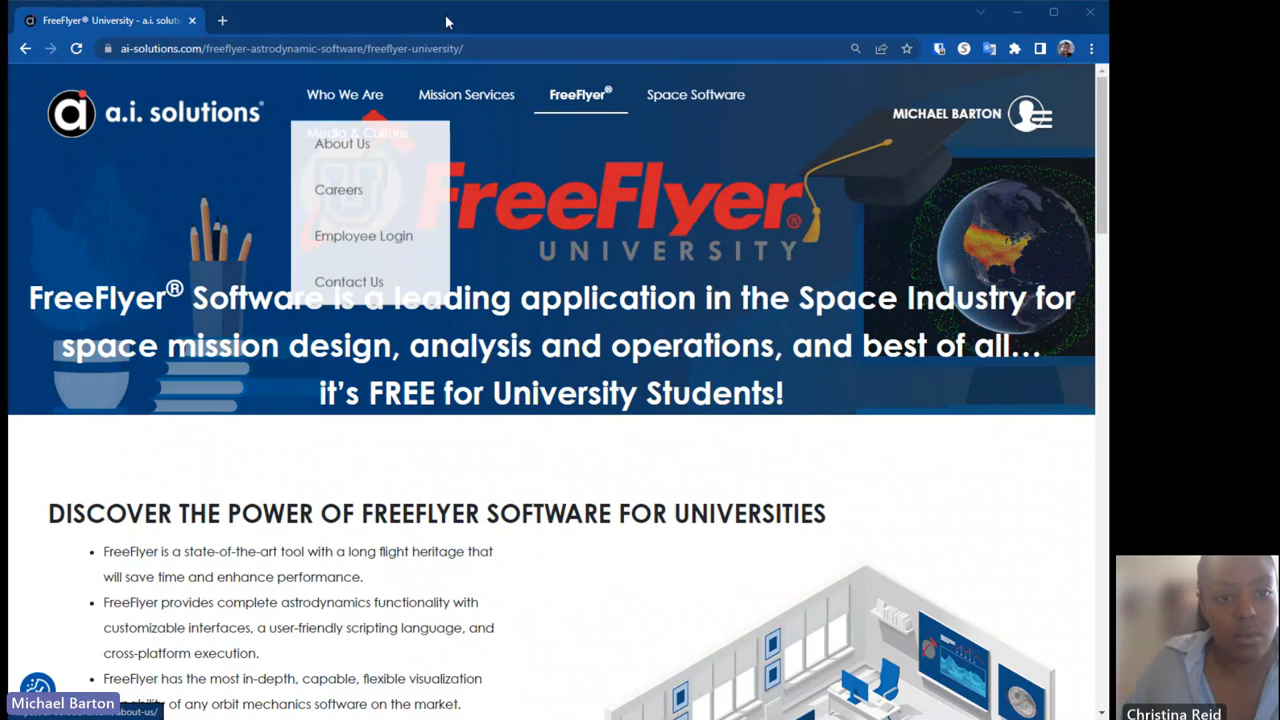 FreeFlyer® University - a.i. soluti
ai-solutions.com/freeflyer-astrodynamic-software/freeflyer-university/
a.i. solutions®
Who We Are
Mission Services
FreeFlyer®
Space Software
Media & Culture
MICHAEL BARTON
About Us
Careers
Employee Login
Contact Us
FreeFlyer®
UNIVERSITY
FreeFlyer® Software is a leading application in the Space Industry for
space mission design, analysis and operations, and best of all...
it's FREE for University Students!
DISCOVER THE POWER OF FREEFLYER SOFTWARE FOR UNIVERSITIES
• FreeFlyer is a state-of-the-art tool with a long flight heritage that
will save time and enhance performance.
• FreeFlyer provides complete astrodynamics functionality with
customizable interfaces, a user-friendly scripting language, and
cross-platform execution.
• FreeFlyer has the most in-depth, capable, flexible visualization
of any orbit mechanics software on the market.
Michael Barton
Christina Reid